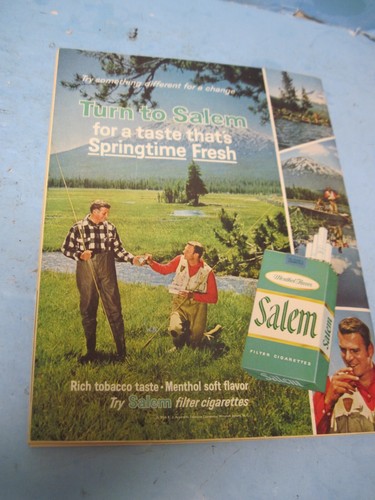 Try something different for a change
Turn to Salem
for a taste that's
Springtime Fresh
Menthol Fresh
Salem
Salem
FILTER CIGARETTES
Rich tobacco taste • Menthol soft flavor
Try Salem filter cigarettes